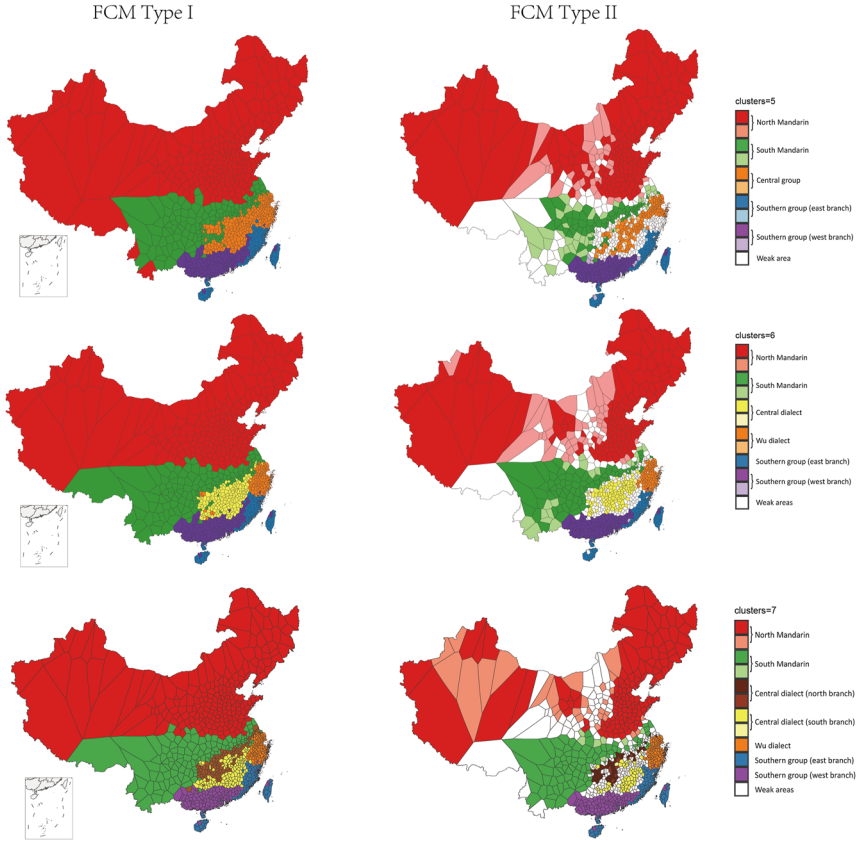 FCM Type I
FCM Type II
clusters=5
North Mandarin
South Mandarin
Central group
Southern group (east branch)
Southern group (west branch)
Weak area
clusters=6
North Mandarin
South Mandarin
Central dialect
Wu dialect
Southern group (east branch)
Southern group (west branch)
Weak areas
clusters=7
North Mandarin
South Mandarin
Central dialect (north branch)
Central dialect (south branch)
Wu dialect
Southern group (east branch)
Southern group (west branch)
Weak areas